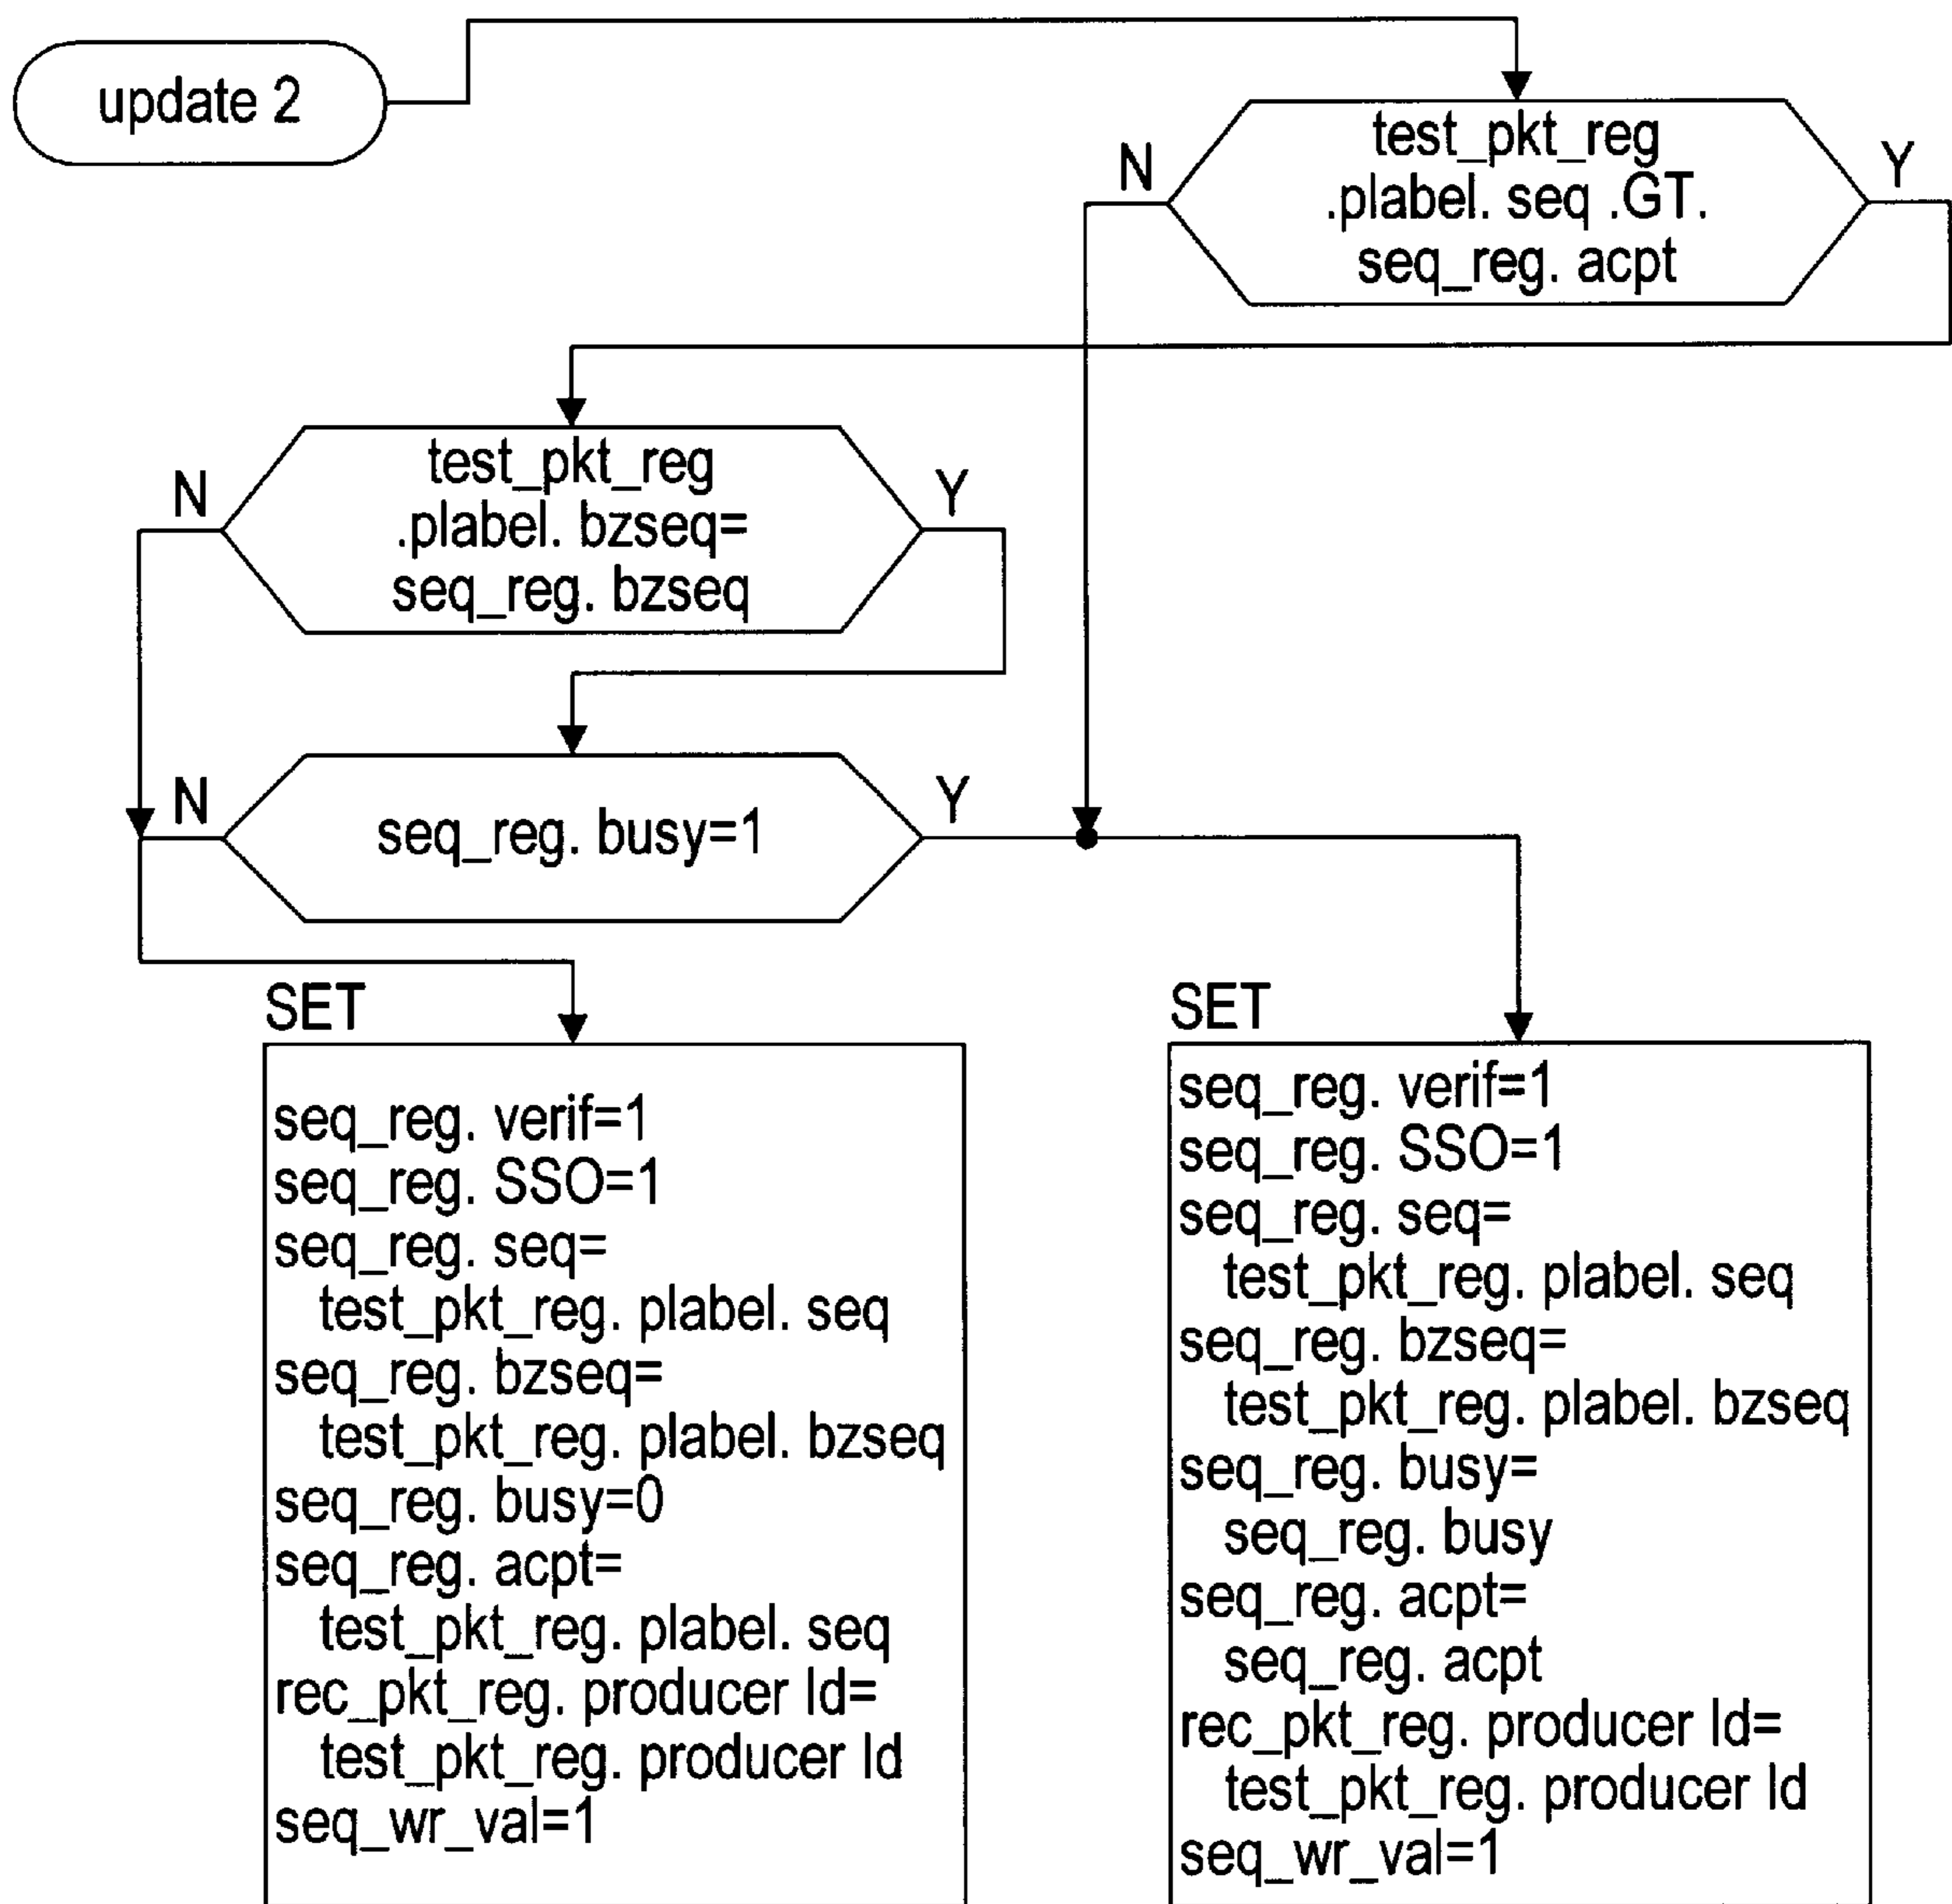 update 2
test_pkt_reg
.plabel. seq .GT.
seq_reg. acpt
N
Y
test_pkt_reg
.plabel. bzseq=
seq_reg. bzseq
N
Y
seq_reg. busy=1
N
Y
SET
seq_reg. verif=1
seq_reg. SSO=1
seq_reg. seq=
test_pkt_reg. plabel. seq
seq_reg. bzseq=
test_pkt_reg. plabel. bzseq
seq_reg. busy=0
seq_reg. acpt=
test_pkt_reg. plabel. seq
rec_pkt_reg. producer Id=
test_pkt_reg. producer Id
seq_wr_val=1
SET
seq_reg. verif=1
seq_reg. SSO=1
seq_reg. seq=
test_pkt_reg. plabel. seq
seq_reg. bzseq=
test_pkt_reg. plabel. bzseq
seq_reg. busy=
seq_reg. busy
seq_reg. acpt=
seq_reg. acpt
rec_pkt_reg. producer Id=
test_pkt_reg. producer Id
seq_wr_val=1